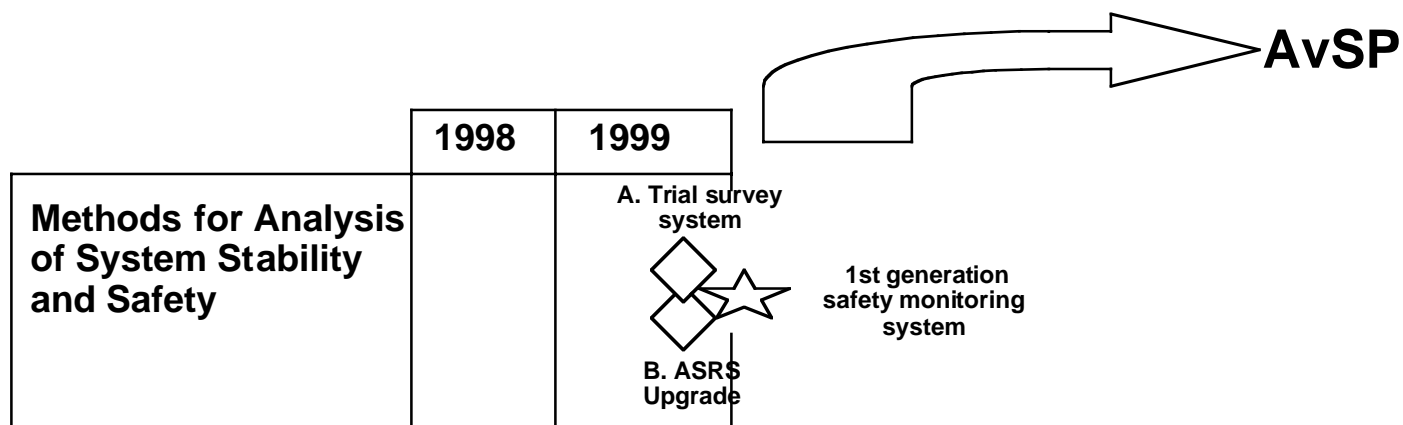 AvSP
1998
1999
Methods for Analysis
of System Stability
and Safety
A. Trial survey
system
1st generation
safety monitoring
system
B. ASRS
Upgrade